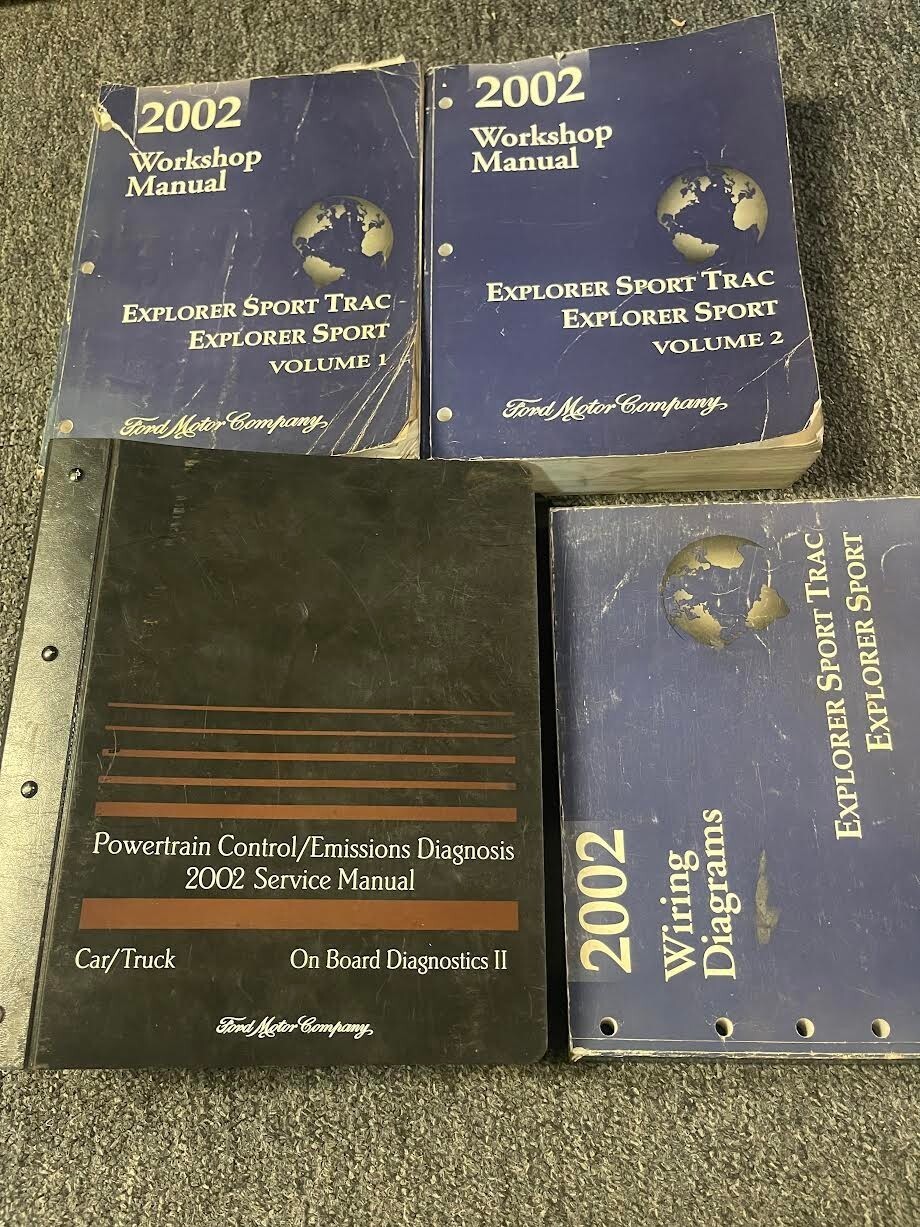 2002
Workshop
Manual
EXPLORER SPORT TRAC
EXPLORER SPORT
VOLUME 1
Ford Motor Company
2002
Workshop
Manual
EXPLORER SPORT TRAC
EXPLORER SPORT
VOLUME 2
Ford Motor Company
Powertrain Control/Emissions Diagnosis
2002 Service Manual
Car/Truck
On Board Diagnostics II
Ford Motor Company
2002
Wiring
Diagrams
EXPLORER SPORT TRAC
EXPLORER SPORT